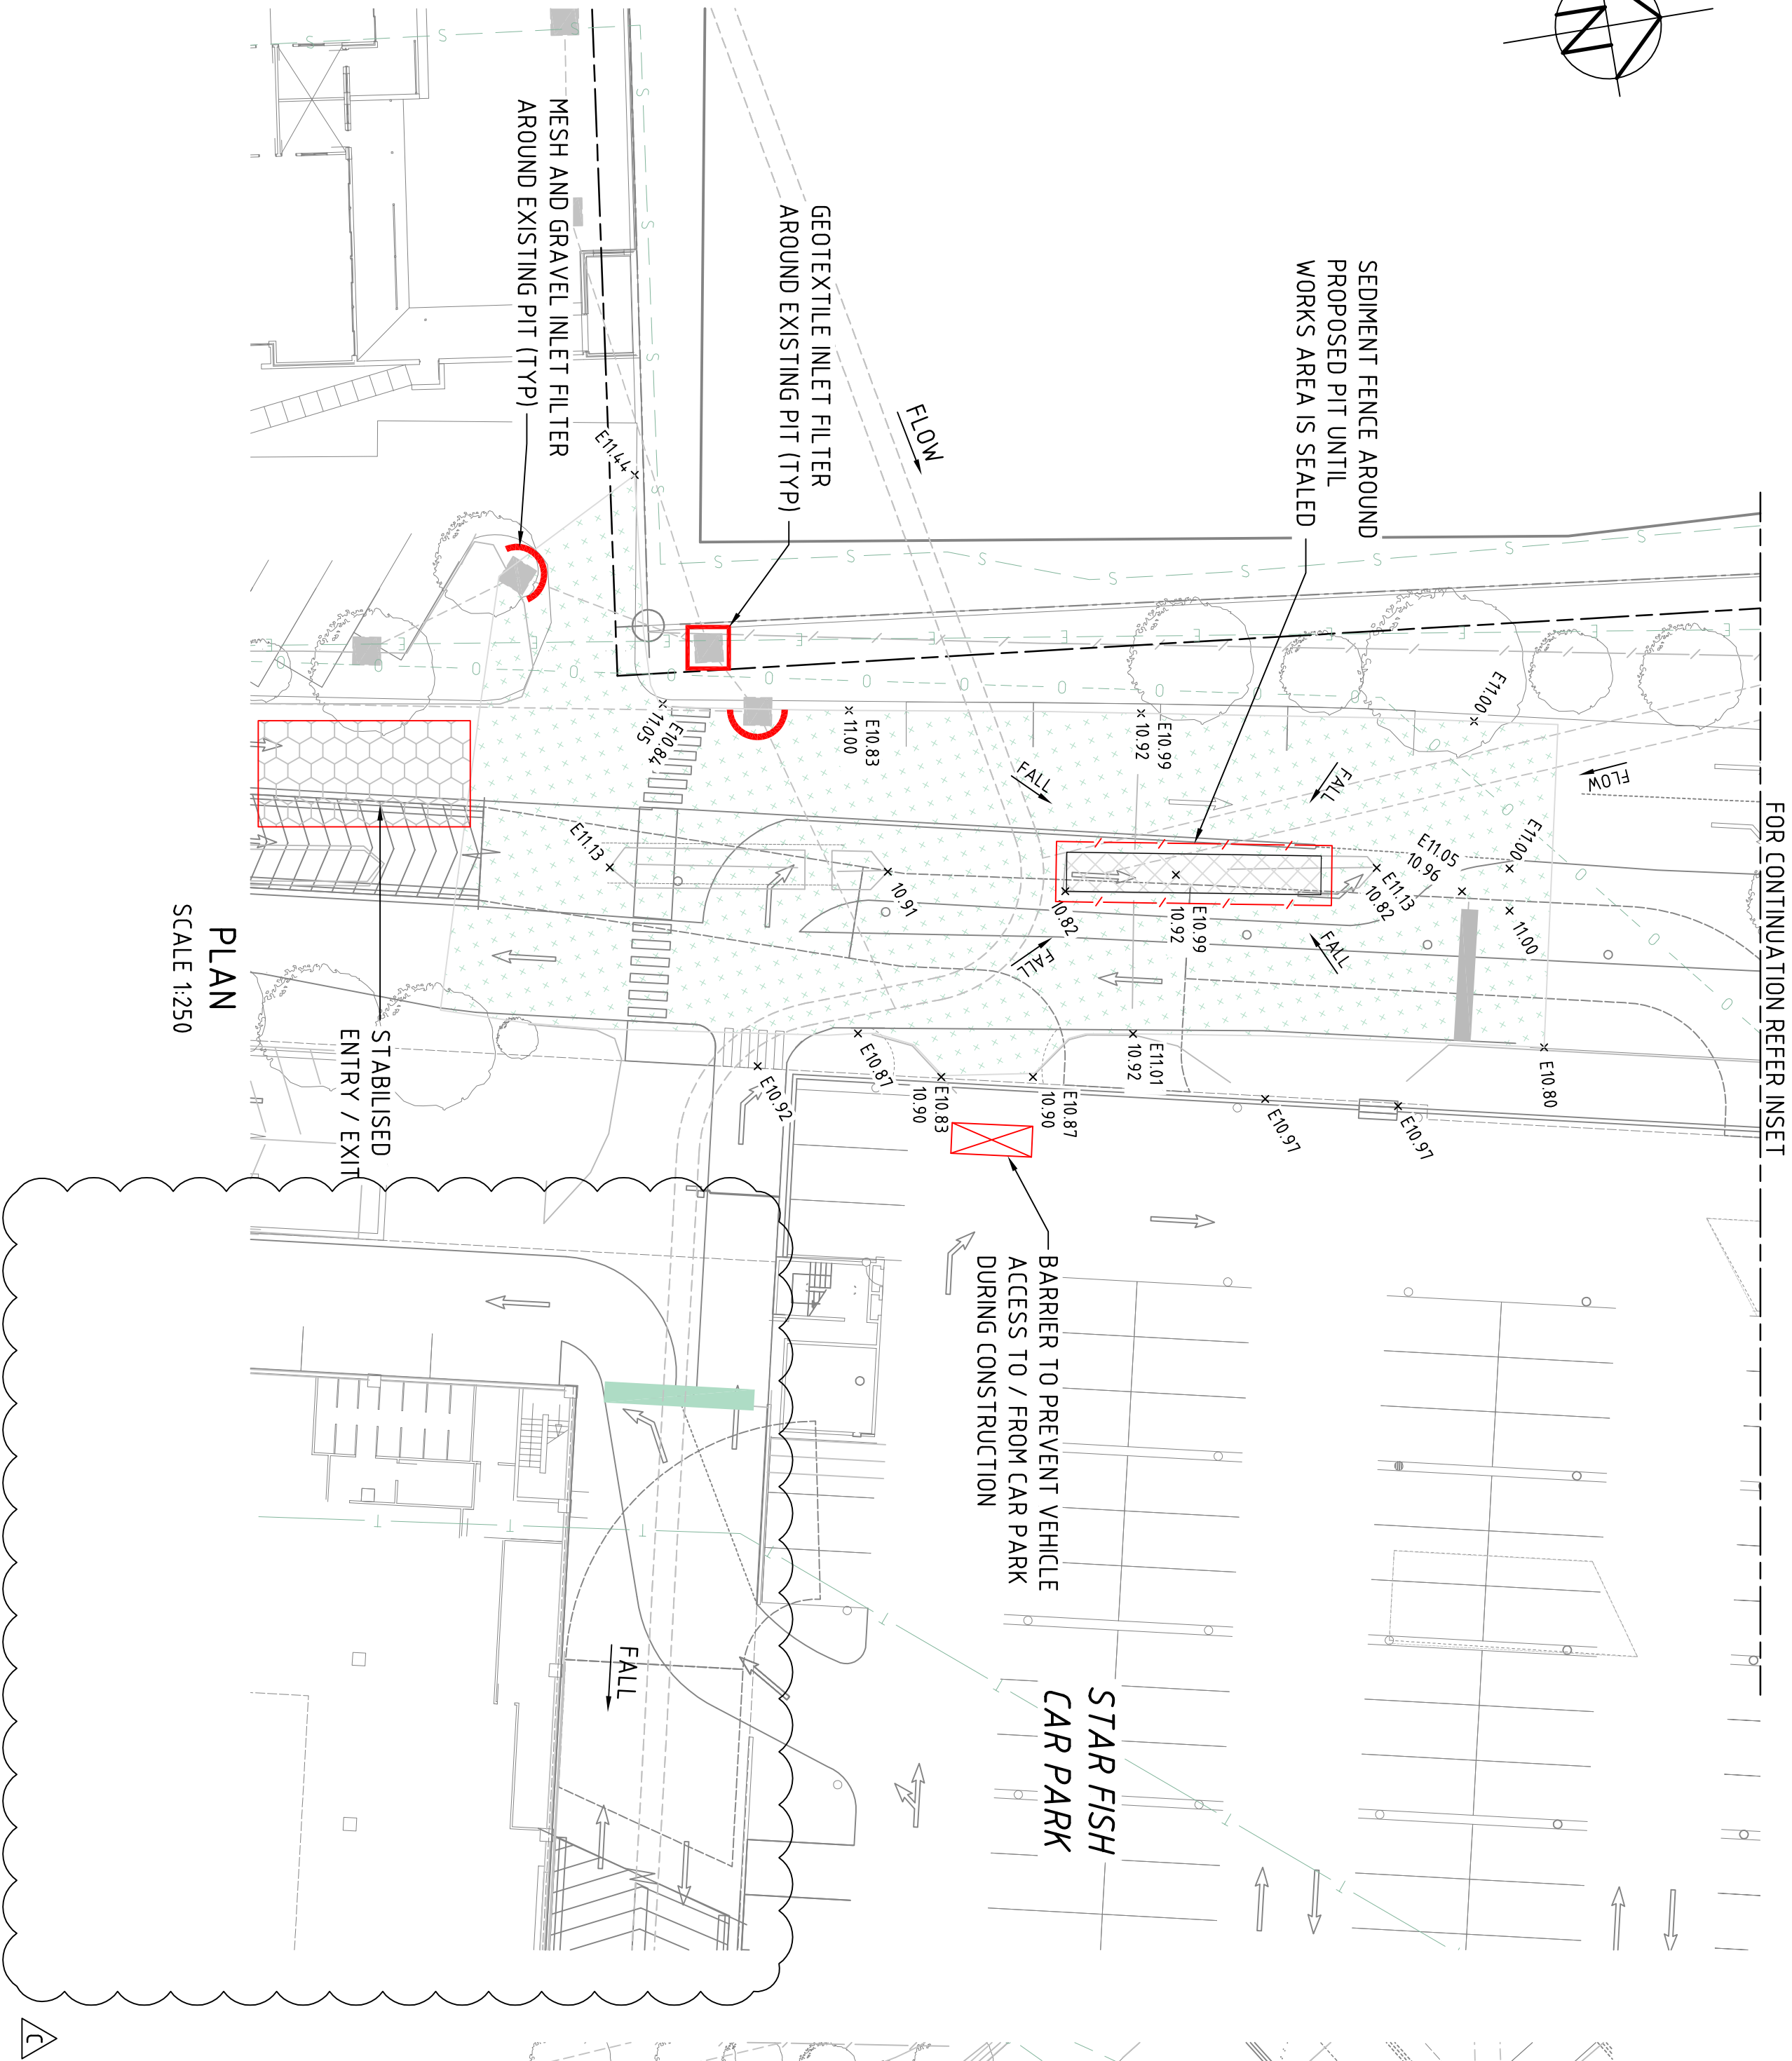 N
FOR CONTINUATION REFER INSET
SEDIMENT FENCE AROUND
PROPOSED PIT UNTIL
WORKS AREA IS SEALED
GEOTEXTILE INLET FILTER
AROUND EXISTING PIT (TYP)
MESH AND GRAVEL INLET FILTER
AROUND EXISTING PIT (TYP)
FLOW
FLOW
FALL
FALL
FALL
FALL
E11.44
E10.84
11.05
E10.83
11.00
E10.99
10.92
E11.00
E11.00
E11.05
10.96
E11.13
10.82
11.00
E11.13
10.91
10.82
E10.99
10.92
E10.80
E10.87
E10.92
E10.83
10.90
E10.87
10.90
E11.01
10.92
E10.97
E10.97
STABILISED
ENTRY / EXIT
BARRIER TO PREVENT VEHICLE
ACCESS TO / FROM CAR PARK
DURING CONSTRUCTION
STAR FISH
CAR PARK
FALL
PLAN
SCALE 1:250
C